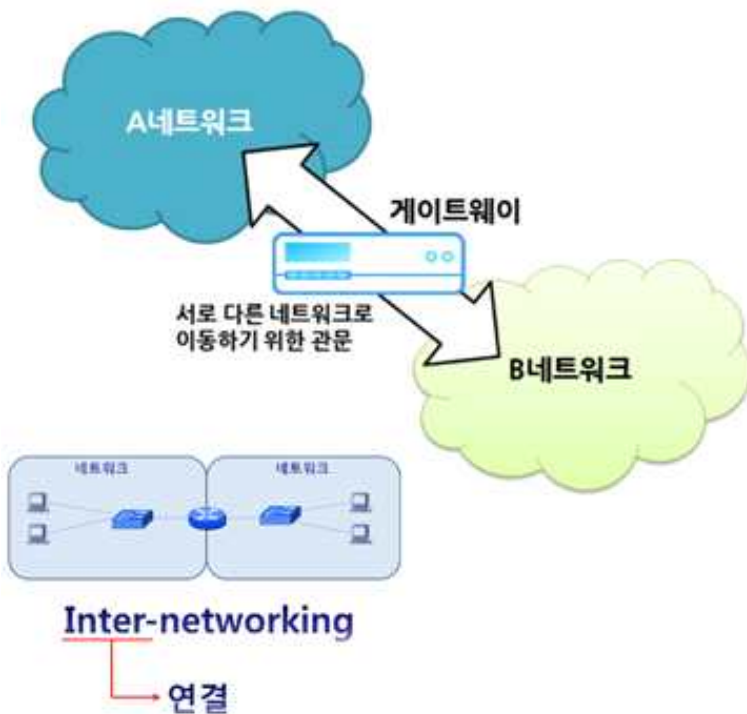 A네트워크
게이트웨이
서로 다른 네트워크로
이동하기 위한 관문
B네트워크
네트워크
네트워크
Inter-networking
연결